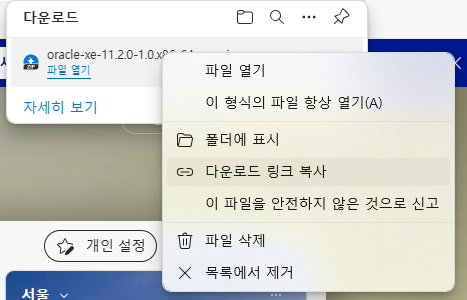 다운로드
oracle-xe-11.2.0-1.0.x86_64
파일 열기
자세히 보기
파일 열기
이 형식의 파일 항상 열기(A)
폴더에 표시
다운로드 링크 복사
이 파일을 안전하지 않은 것으로 신고
파일 삭제
목록에서 제거
개인 설정
서울